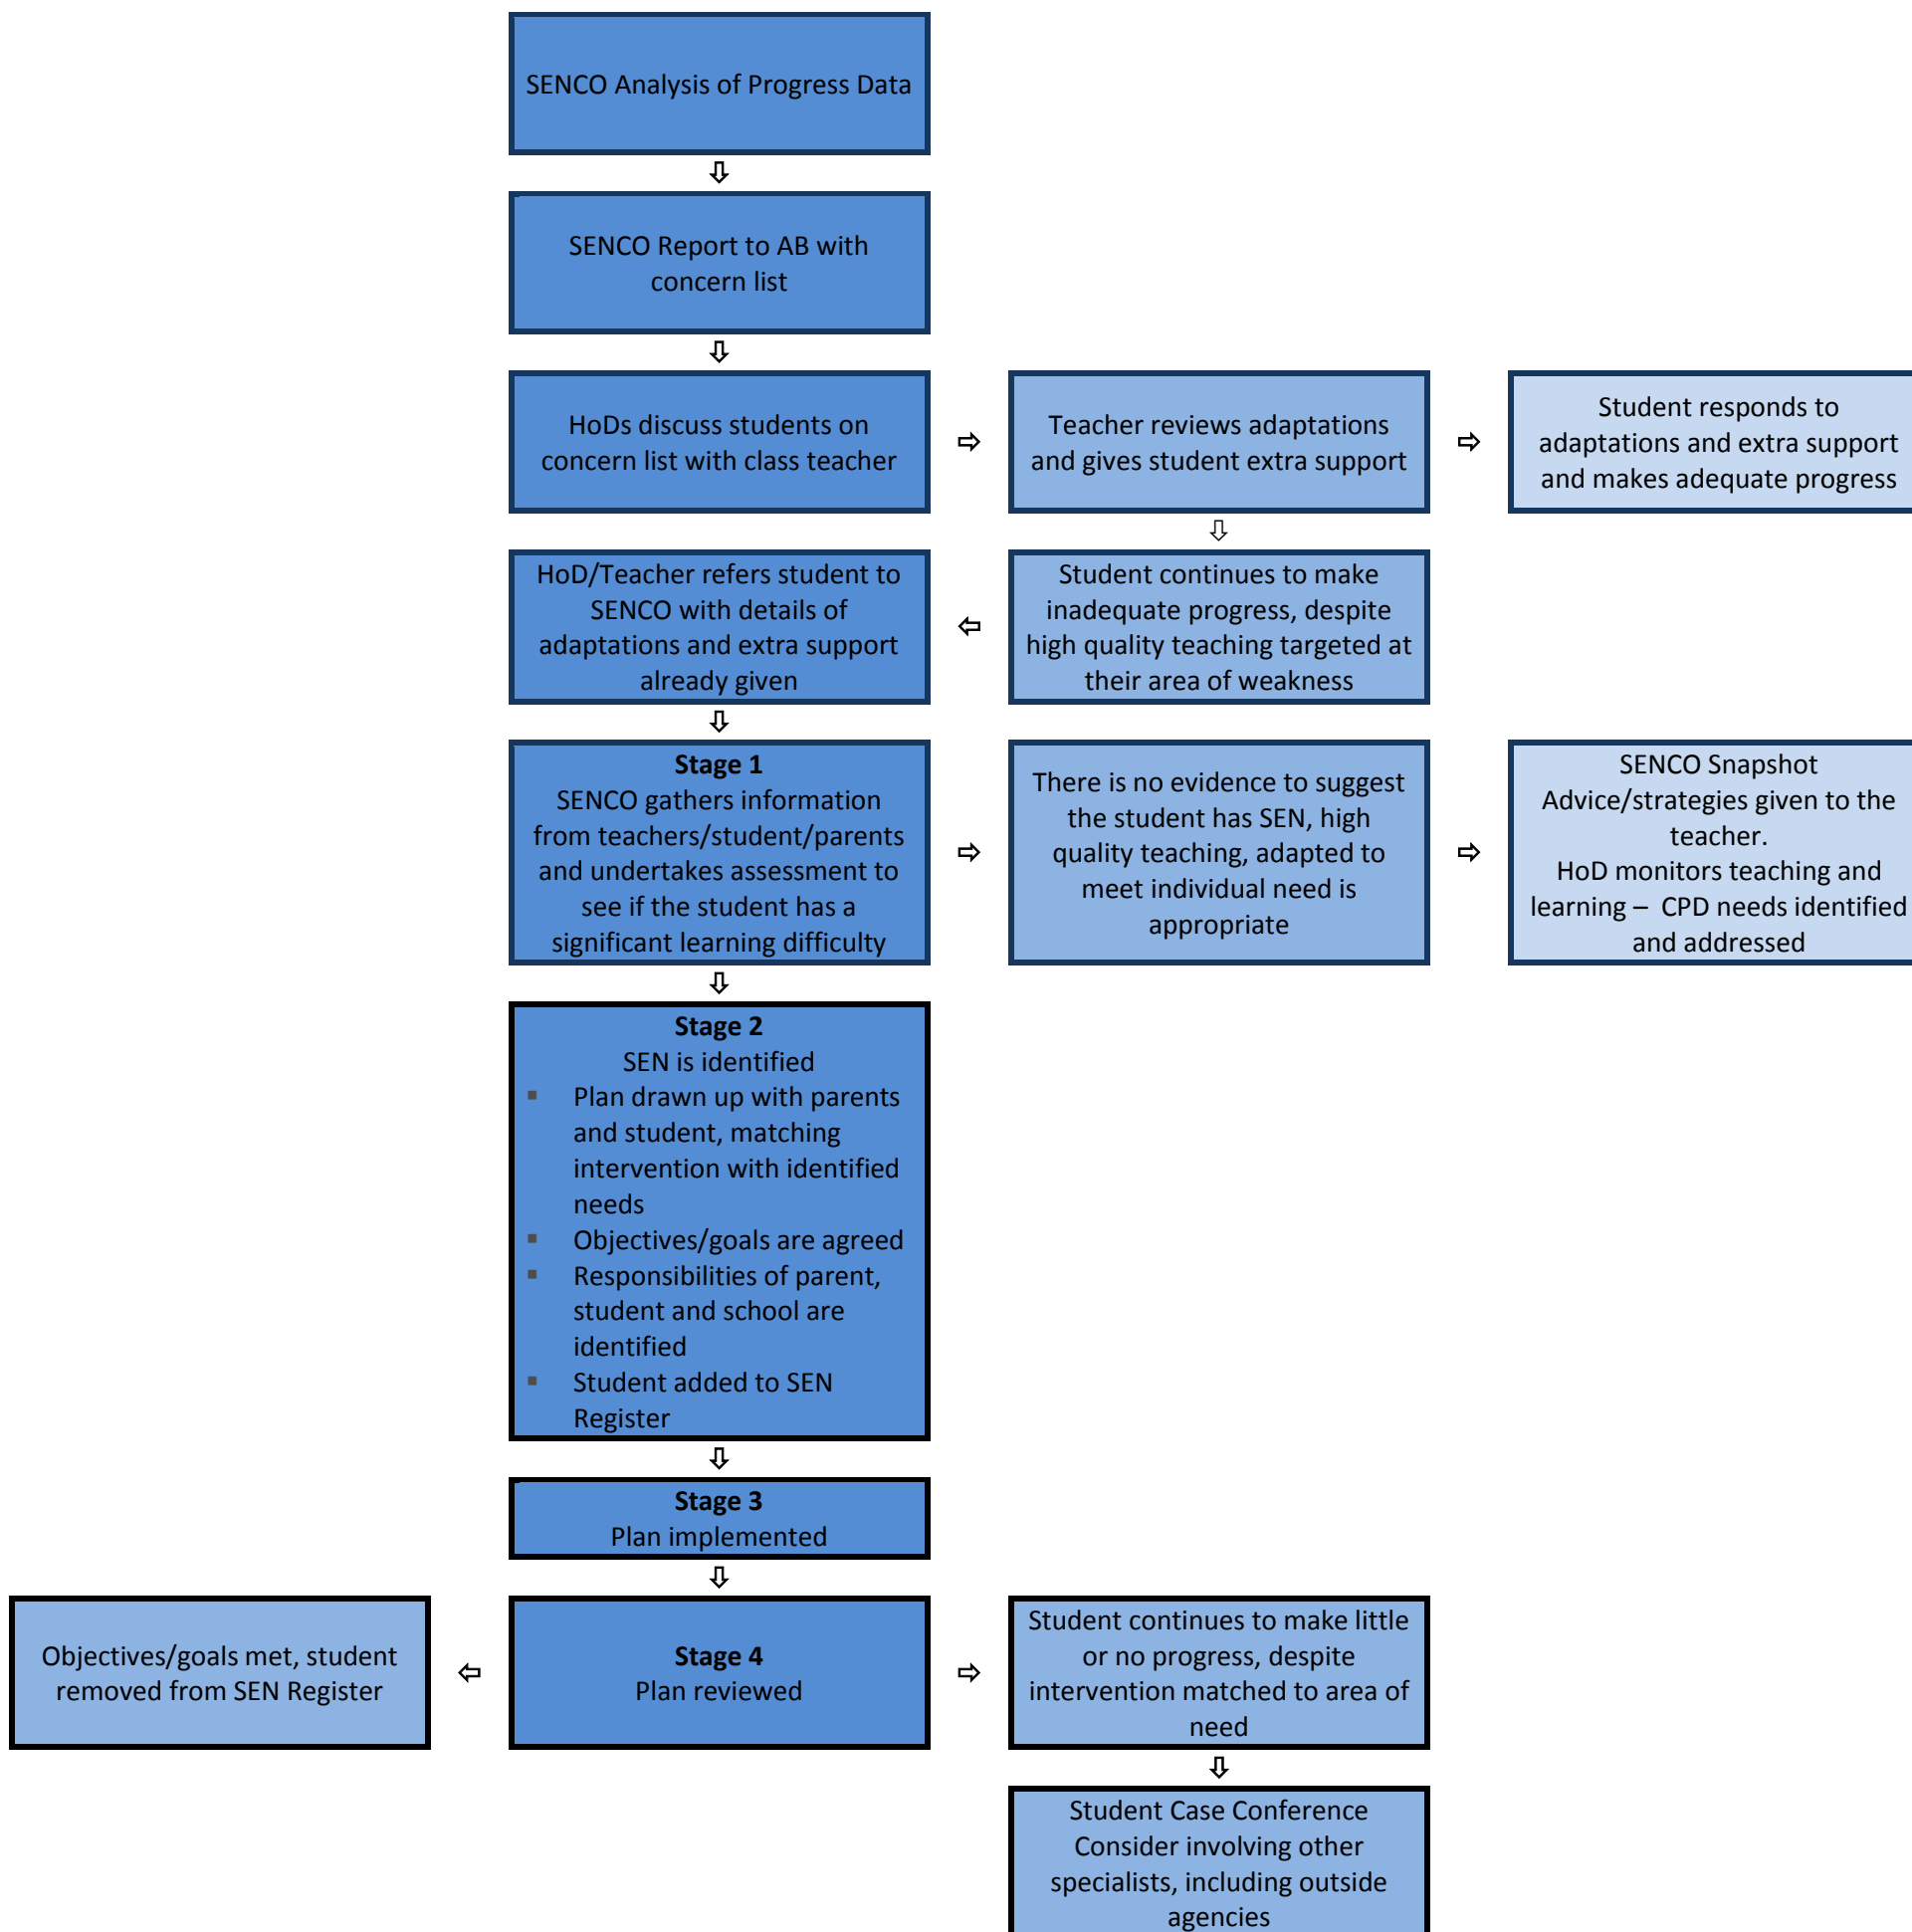 SENCO Analysis of Progress Data
SENCO Report to AB with
concern list
HoDs discuss students on
concern list with class teacher
Teacher reviews adaptations
and gives student extra support
Student responds to
adaptations and extra support
and makes adequate progress
HoD/Teacher refers student to
SENCO with details of
adaptations and extra support
already given
Student continues to make
inadequate progress, despite
high quality teaching targeted at
their area of weakness
Stage 1
SENCO gathers information
from teachers/student/parents
and undertakes assessment to
see if the student has a
significant learning difficulty
There is no evidence to suggest
the student has SEN, high
quality teaching, adapted to
meet individual need is
appropriate
SENCO Snapshot
Advice/strategies given to the
teacher.
HoD monitors teaching and
learning – CPD needs identified
and addressed
Stage 2
SEN is identified
▪ Plan drawn up with parents
and student, matching
intervention with identified
needs
▪ Objectives/goals are agreed
▪ Responsibilities of parent,
student and school are
identified
▪ Student added to SEN
Register
Stage 3
Plan implemented
Objectives/goals met, student
removed from SEN Register
Stage 4
Plan reviewed
Student continues to make little
or no progress, despite
intervention matched to area of
need
Student Case Conference
Consider involving other
specialists, including outside
agencies